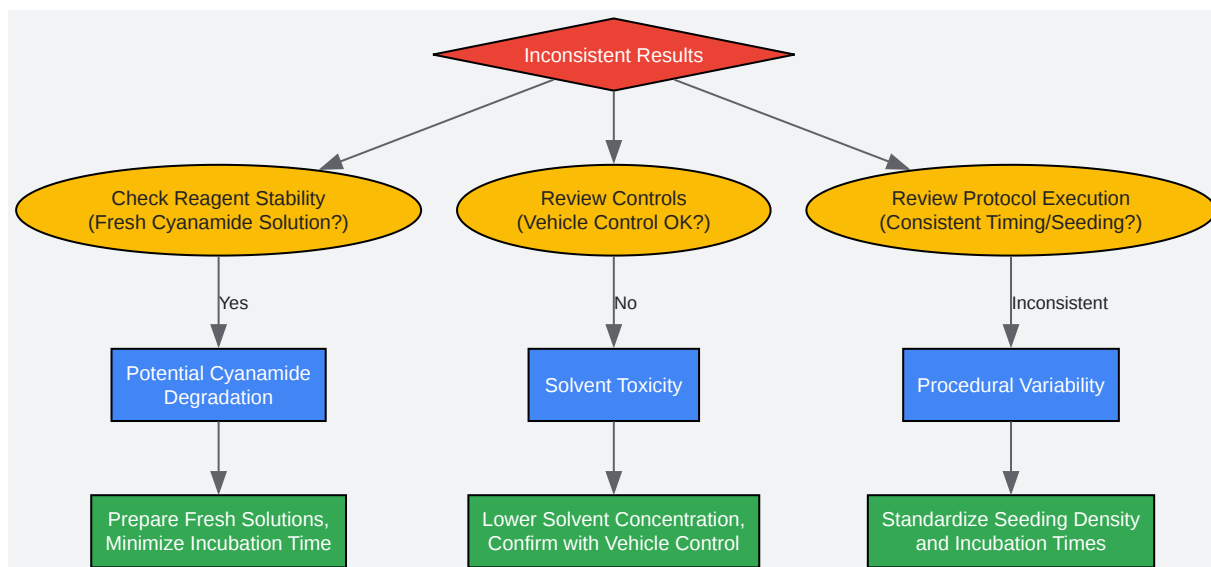 Inconsistent Results
Check Reagent Stability
(Fresh Cyanamide Solution?)
Review Controls
(Vehicle Control OK?)
Review Protocol Execution
(Consistent Timing/Seeding?)
Yes
No
Inconsistent
Potential Cyanamide
Degradation
Solvent Toxicity
Procedural Variability
Prepare Fresh Solutions,
Minimize Incubation Time
Lower Solvent Concentration,
Confirm with Vehicle Control
Standardize Seeding Density
and Incubation Times